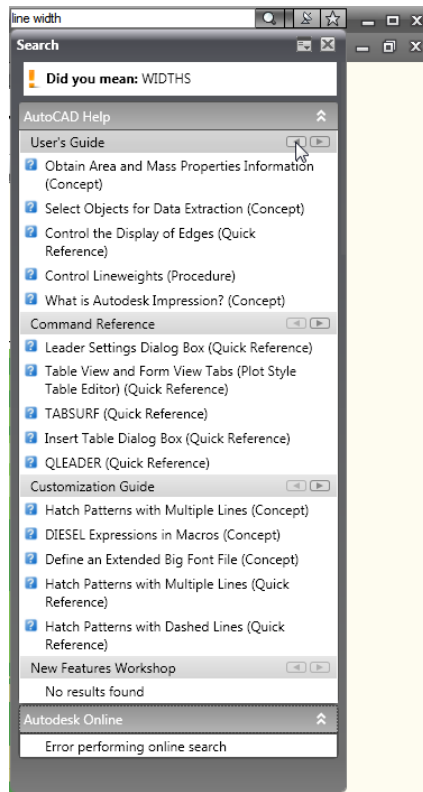 line width
Search
Did you mean: WIDTHS
AutoCAD Help
User's Guide
Obtain Area and Mass Properties Information
(Concept)
Select Objects for Data Extraction (Concept)
Control the Display of Edges (Quick
Reference)
Control Lineweights (Procedure)
What is Autodesk Impression? (Concept)
Command Reference
Leader Settings Dialog Box (Quick Reference)
Table View and Form View Tabs (Plot Style
Table Editor) (Quick Reference)
TABSURF (Quick Reference)
Insert Table Dialog Box (Quick Reference)
QLEADER (Quick Reference)
Customization Guide
Hatch Patterns with Multiple Lines (Concept)
DIESEL Expressions in Macros (Concept)
Define an Extended Big Font File (Concept)
Hatch Patterns with Multiple Lines (Quick
Reference)
Hatch Patterns with Dashed Lines (Quick
Reference)
New Features Workshop
No results found
Autodesk Online
Error performing online search